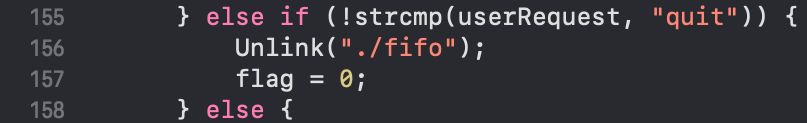 155 } else if (!strcmp(userRequest, "quit")) {
156 Unlink("./fifo");
157 flag = 0;
158 } else {